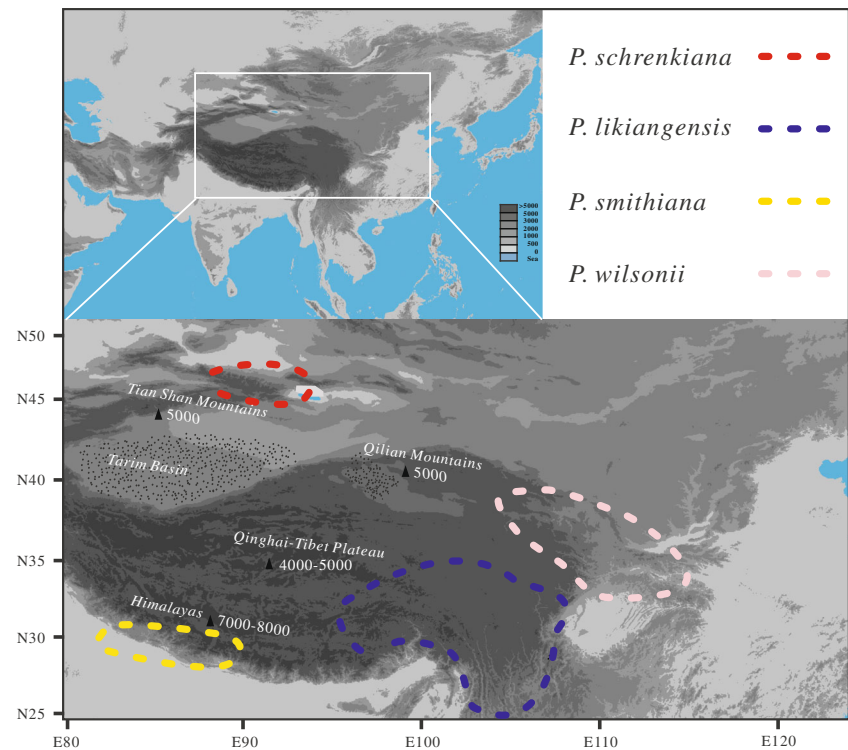 P. schrenkiana
P. likiangensis
P. smithiana
P. wilsonii
>5000
5000
3000
2000
1000
500
0
Sea
N50
N45
N40
N35
N30
N25
Tian Shan Mountains
5000
Tarim Basin
Qilian Mountains
5000
Qinghai-Tibet Plateau
4000-5000
Himalayas
7000-8000
E80
E90
E100
E110
E120